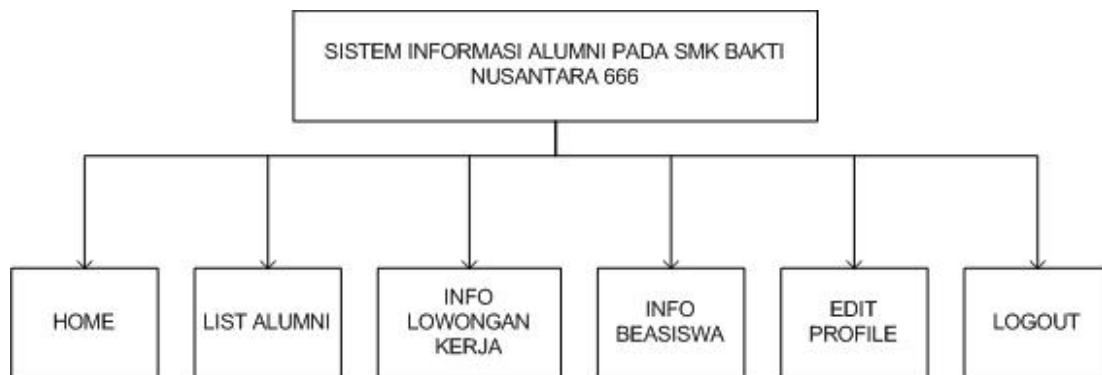 SISTEM INFORMASI ALUMNI PADA SMK BAKTI
NUSANTARA 666
HOME
LIST ALUMNI
INFO
LOWONGAN
KERJA
INFO
BEASISWA
EDIT
PROFILE
LOGOUT